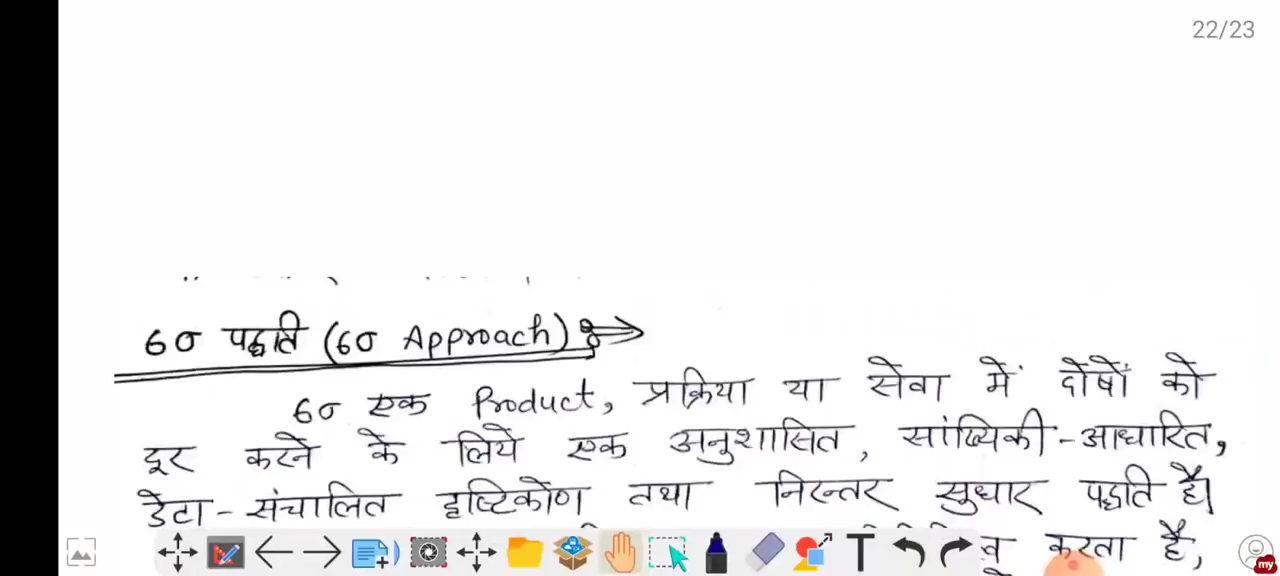 22/23
6σ पद्धति (6σ Approach) :⇒
6σ एक Product, प्रक्रिया या सेवा में दोषों को
दूर करने के लिये एक अनुशासित, सांख्यिकी-आधारित,
डेटा-संचालित दृष्टिकोण तथा निरन्तर सुधार पद्धति है।
करता है,
my